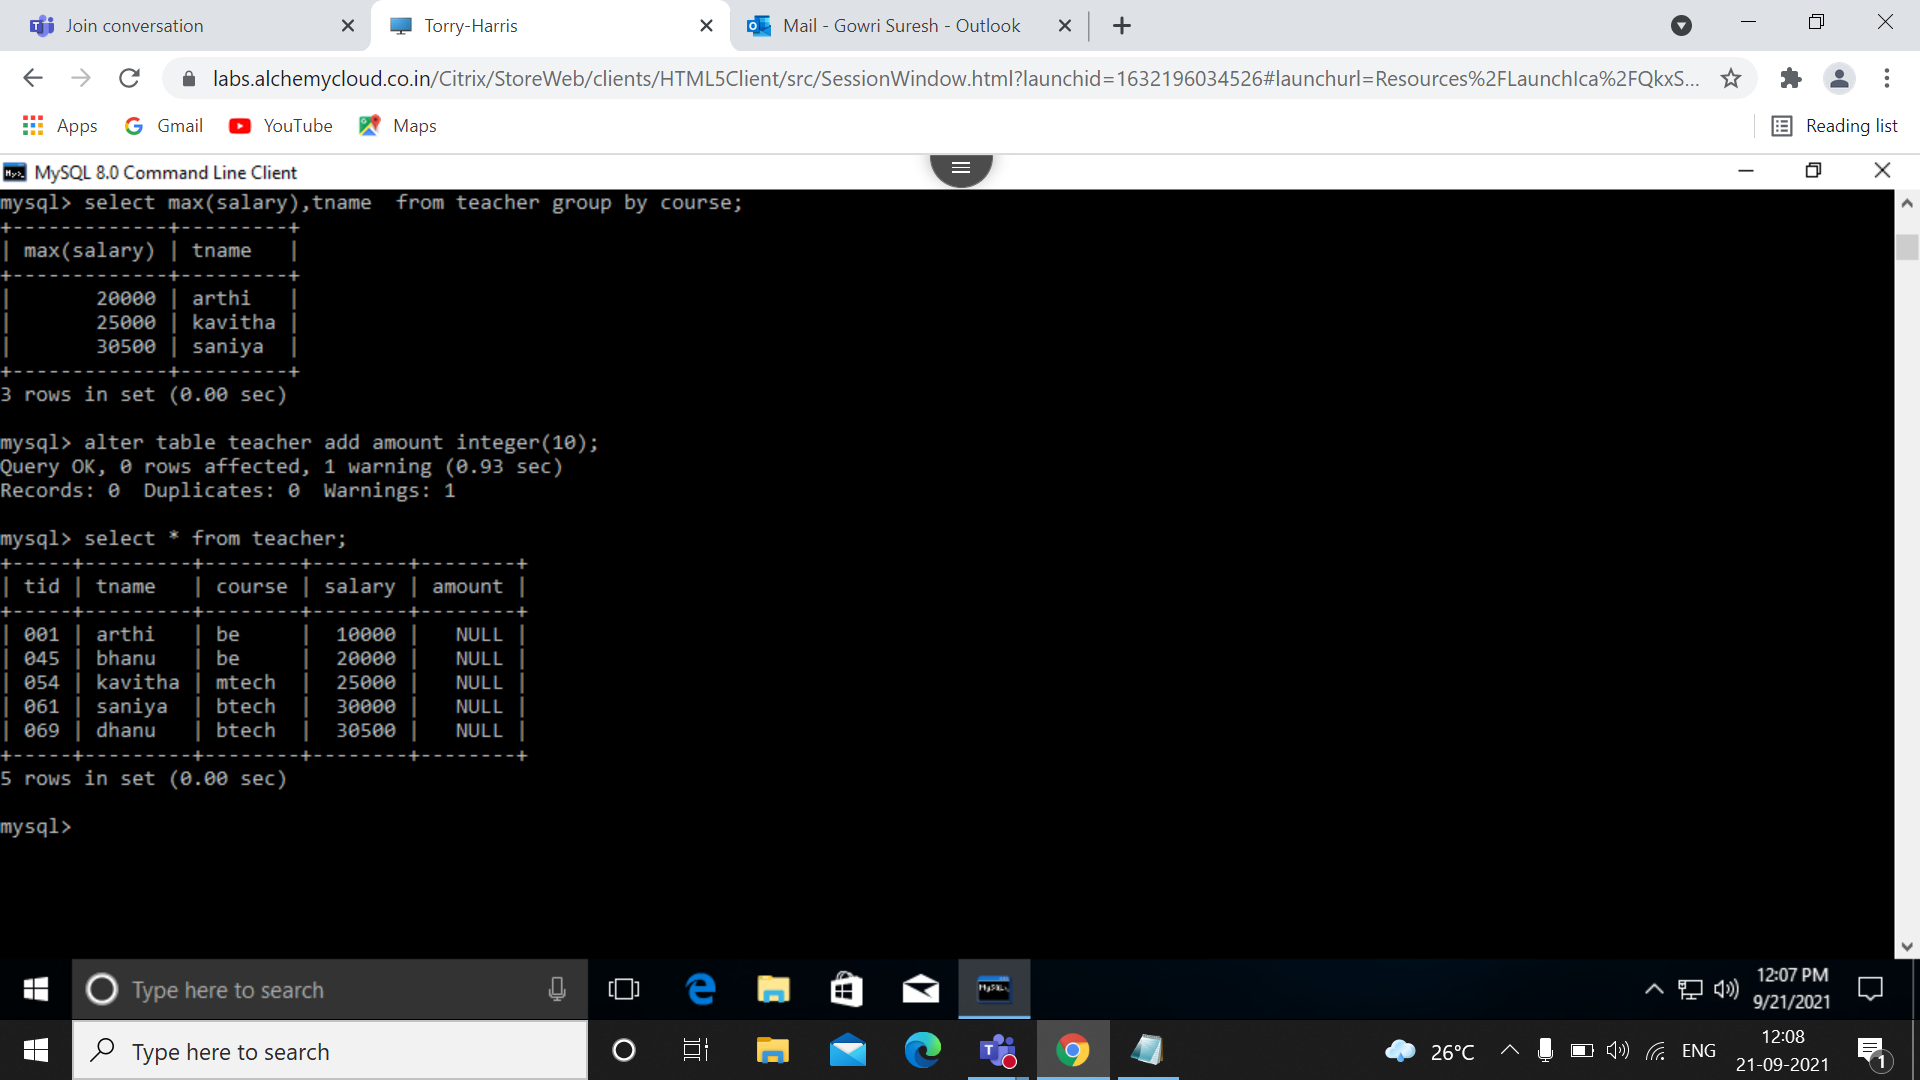 Join conversation
Torry-Harris
Mail - Gowri Suresh - Outlook
labs.alchemycloud.co.in/Citrix/StoreWeb/clients/HTML5Client/src/SessionWindow.html?launchid=1632196034526#launchurl=Resources%2FLaunchIca%2FQkxS...
Apps
Gmail
YouTube
Maps
Reading list
MySQL 8.0 Command Line Client
mysql> select max(salary),tname  from teacher group by course;
+-------------+---------+
| max(salary) | tname   |
+-------------+---------+
|       20000 | arthi   |
|       25000 | kavitha |
|       30500 | saniya  |
+-------------+---------+
3 rows in set (0.00 sec)
mysql> alter table teacher add amount integer(10);
Query OK, 0 rows affected, 1 warning (0.93 sec)
Records: 0  Duplicates: 0  Warnings: 1
mysql> select * from teacher;
+-----+---------+--------+--------+--------+
| tid | tname   | course | salary | amount |
+-----+---------+--------+--------+--------+
| 001 | arthi   | be     |  10000 |   NULL |
| 045 | bhanu   | be     |  20000 |   NULL |
| 054 | kavitha | mtech  |  25000 |   NULL |
| 061 | saniya  | btech  |  30000 |   NULL |
| 069 | dhanu   | btech  |  30500 |   NULL |
+-----+---------+--------+--------+--------+
5 rows in set (0.00 sec)
mysql>
Type here to search
12:07 PM
9/21/2021
Type here to search
26°C
ENG
12:08
21-09-2021
1